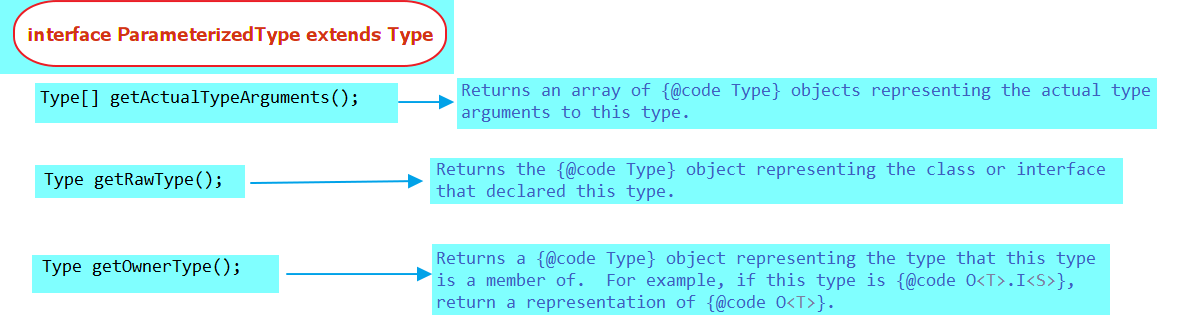 interface ParameterizedType extends Type
Type[] getActualTypeArguments();
Returns an array of {@code Type} objects representing the actual type
arguments to this type.
Type getRawType();
Returns the {@code Type} object representing the class or interface
that declared this type.
Type getOwnerType();
Returns a {@code Type} object representing the type that this type
is a member of.  For example, if this type is {@code O<T>.I<S>},
return a representation of {@code O<T>}.